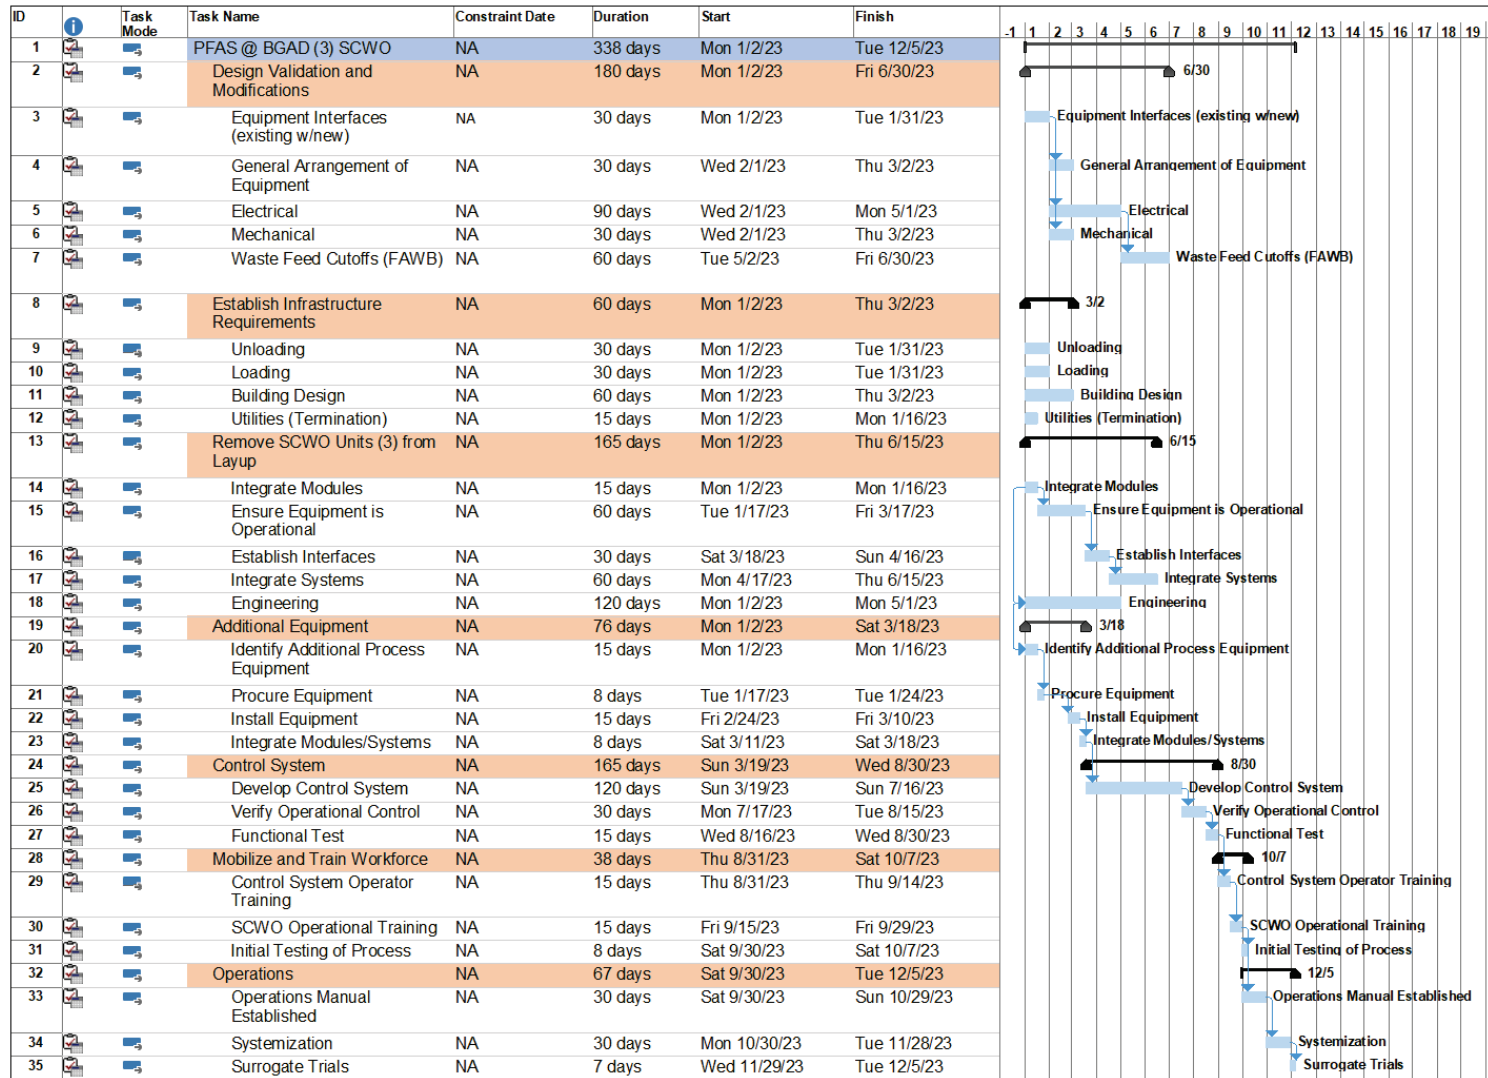 ID Task Mode Task Name Constraint Date Duration Start Finish -1 1 2 3 4 5 6 7 8 9 10 11 12 13 14 15 16 17 18 19
1 PFAS @ BGAD (3) SCWO NA 338 days Mon 1/2/23 Tue 12/5/23
2 Design Validation and Modifications NA 180 days Mon 1/2/23 Fri 6/30/23 6/30
3 Equipment Interfaces (existing w/new) NA 30 days Mon 1/2/23 Tue 1/31/23 Equipment Interfaces (existing w/new)
4 General Arrangement of Equipment NA 30 days Wed 2/1/23 Thu 3/2/23 General Arrangement of Equipment
5 Electrical NA 90 days Wed 2/1/23 Mon 5/1/23 Electrical
6 Mechanical NA 30 days Wed 2/1/23 Thu 3/2/23 Mechanical
7 Waste Feed Cutoffs (FAWB) NA 60 days Tue 5/2/23 Fri 6/30/23 Waste Feed Cutoffs (FAWB)
8 Establish Infrastructure Requirements NA 60 days Mon 1/2/23 Thu 3/2/23 3/2
9 Unloading NA 30 days Mon 1/2/23 Tue 1/31/23 Unloading
10 Loading NA 30 days Mon 1/2/23 Tue 1/31/23 Loading
11 Building Design NA 60 days Mon 1/2/23 Thu 3/2/23 Building Design
12 Utilities (Termination) NA 15 days Mon 1/2/23 Mon 1/16/23 Utilities (Termination)
13 Remove SCWO Units (3) from Layup NA 165 days Mon 1/2/23 Thu 6/15/23 6/15
14 Integrate Modules NA 15 days Mon 1/2/23 Mon 1/16/23 Integrate Modules
15 Ensure Equipment is Operational NA 60 days Tue 1/17/23 Fri 3/17/23 Ensure Equipment is Operational
16 Establish Interfaces NA 30 days Sat 3/18/23 Sun 4/16/23 Establish Interfaces
17 Integrate Systems NA 60 days Mon 4/17/23 Thu 6/15/23 Integrate Systems
18 Engineering NA 120 days Mon 1/2/23 Mon 5/1/23 Engineering
19 Additional Equipment NA 76 days Mon 1/2/23 Sat 3/18/23 3/18
20 Identify Additional Process Equipment NA 15 days Mon 1/2/23 Mon 1/16/23 Identify Additional Process Equipment
21 Procure Equipment NA 8 days Tue 1/17/23 Tue 1/24/23 Procure Equipment
22 Install Equipment NA 15 days Fri 2/24/23 Fri 3/10/23 Install Equipment
23 Integrate Modules/Systems NA 8 days Sat 3/11/23 Sat 3/18/23 Integrate Modules/Systems
24 Control System NA 165 days Sun 3/19/23 Wed 8/30/23 8/30
25 Develop Control System NA 120 days Sun 3/19/23 Sun 7/16/23 Develop Control System
26 Verify Operational Control NA 30 days Mon 7/17/23 Tue 8/15/23 Verify Operational Control
27 Functional Test NA 15 days Wed 8/16/23 Wed 8/30/23 Functional Test
28 Mobilize and Train Workforce NA 38 days Thu 8/31/23 Sat 10/7/23 10/7
29 Control System Operator Training NA 15 days Thu 8/31/23 Thu 9/14/23 Control System Operator Training
30 SCWO Operational Training NA 15 days Fri 9/15/23 Fri 9/29/23 SCWO Operational Training
31 Initial Testing of Process NA 8 days Sat 9/30/23 Sat 10/7/23 Initial Testing of Process
32 Operations NA 67 days Sat 9/30/23 Tue 12/5/23 12/5
33 Operations Manual Established NA 30 days Sat 9/30/23 Sun 10/29/23 Operations Manual Established
34 Systemization NA 30 days Mon 10/30/23 Tue 11/28/23 Systemization
35 Surrogate Trials NA 7 days Wed 11/29/23 Tue 12/5/23 Surrogate Trials